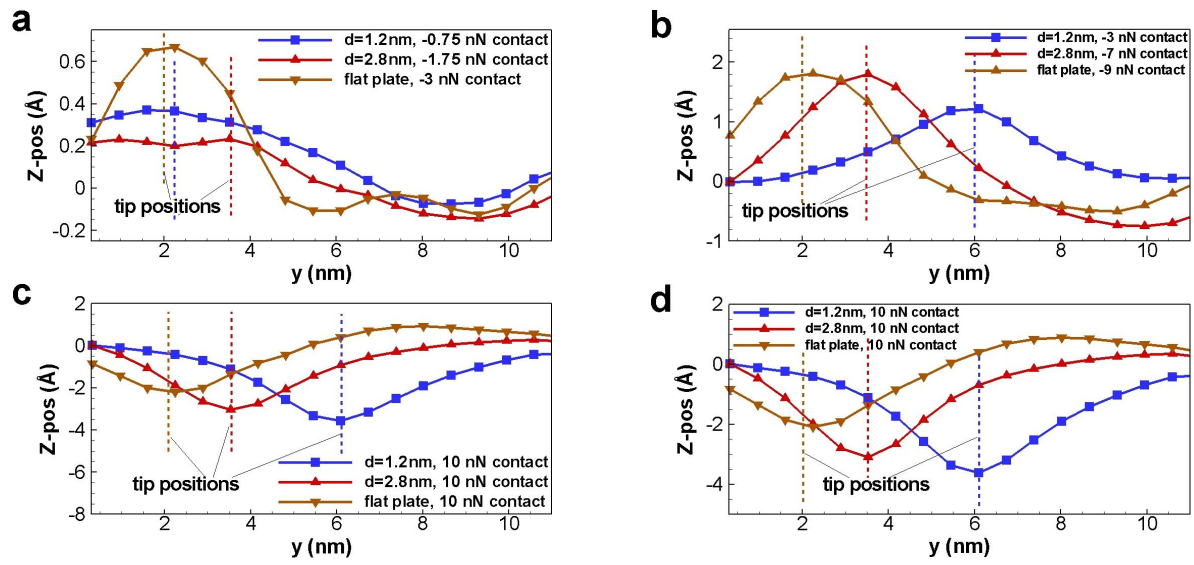 a
d=1.2nm, -0.75 nN contact
d=2.8nm, -1.75 nN contact
flat plate, -3 nN contact
0.6
0.4
0.2
0
-0.2
Z-pos (Å)
tip positions
2
4
6
8
10
y (nm)
b
d=1.2nm, -3 nN contact
d=2.8nm, -7 nN contact
flat plate, -9 nN contact
2
1
0
-1
Z-pos (Å)
tip positions
2
4
6
8
10
y (nm)
c
2
0
-2
-4
-6
-8
Z-pos (Å)
tip positions
d=1.2nm, 10 nN contact
d=2.8nm, 10 nN contact
flat plate, 10 nN contact
2
4
6
8
10
y (nm)
d
d=1.2nm, 10 nN contact
d=2.8nm, 10 nN contact
flat plate, 10 nN contact
2
0
-2
-4
Z-pos (Å)
tip positions
2
4
6
8
10
y (nm)